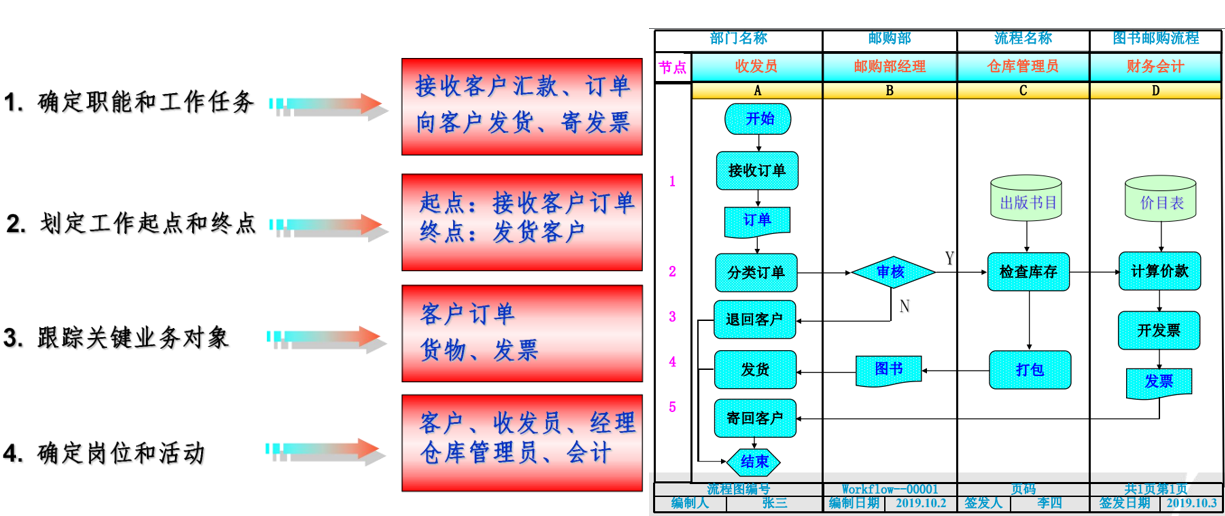 1. 确定职能和工作任务
接收客户汇款、订单
向客户发货、寄发票
2. 划定工作起点和终点
起点：接收客户订单
终点：发货客户
3. 跟踪关键业务对象
客户订单
货物、发票
4. 确定岗位和活动
客户、收发员、经理
仓库管理员、会计
部门名称 邮购部 流程名称 图书邮购流程
节点 收发员 邮购部经理 仓库管理员 财务会计
A B C D
开始
1 接收订单
出版书目 价目表
订单
Y
2 分类订单 审核 检查库存 计算价款
N
3 退回客户 开发票
4 发货 图书 打包
发票
5 寄回客户
结束
流程图编号 Workflow--00001 页码 共1页第1页
编制人 张三 编制日期 2019.10.2 签发人 李四 签发日期 2019.10.3